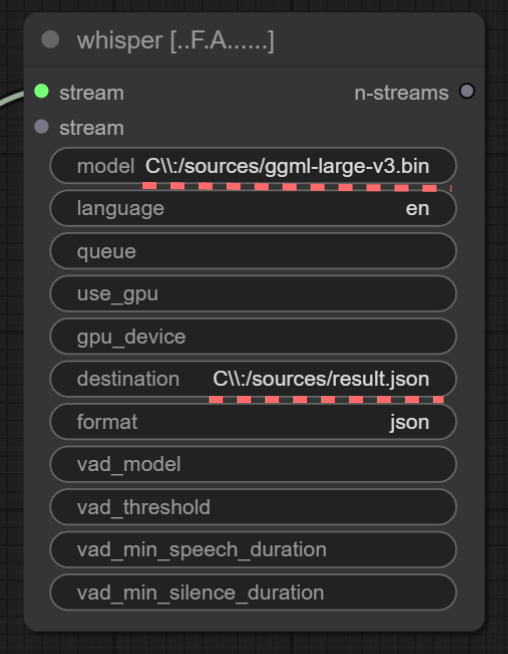 whisper [..F.A......]
stream n-streams
stream
model C\\:/sources/ggml-large-v3.bin
language en
queue
use_gpu
gpu_device
destination C\\:/sources/result.json
format json
vad_model
vad_threshold
vad_min_speech_duration
vad_min_silence_duration